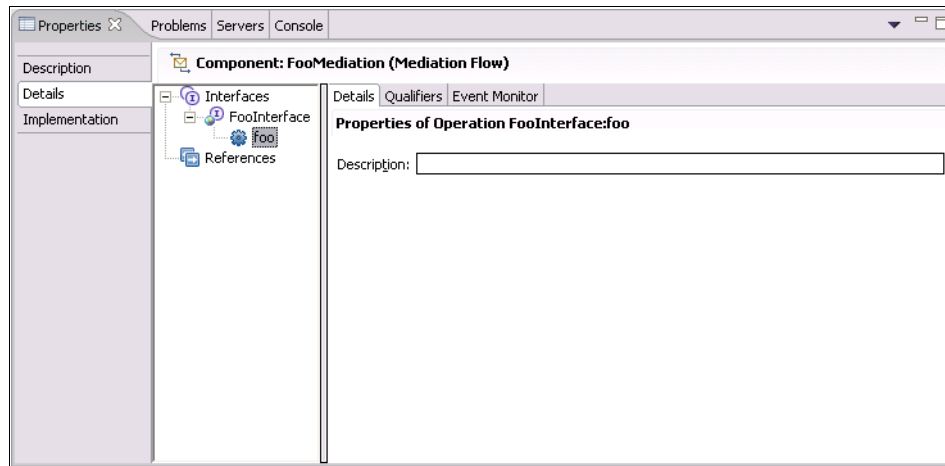 Properties Problems Servers Console
Component: FooMediation (Mediation Flow)
Description
Details
Implementation
Interfaces
FooInterface
foo
References
Details Qualifiers Event Monitor
Properties of Operation FooInterface:foo
Description: